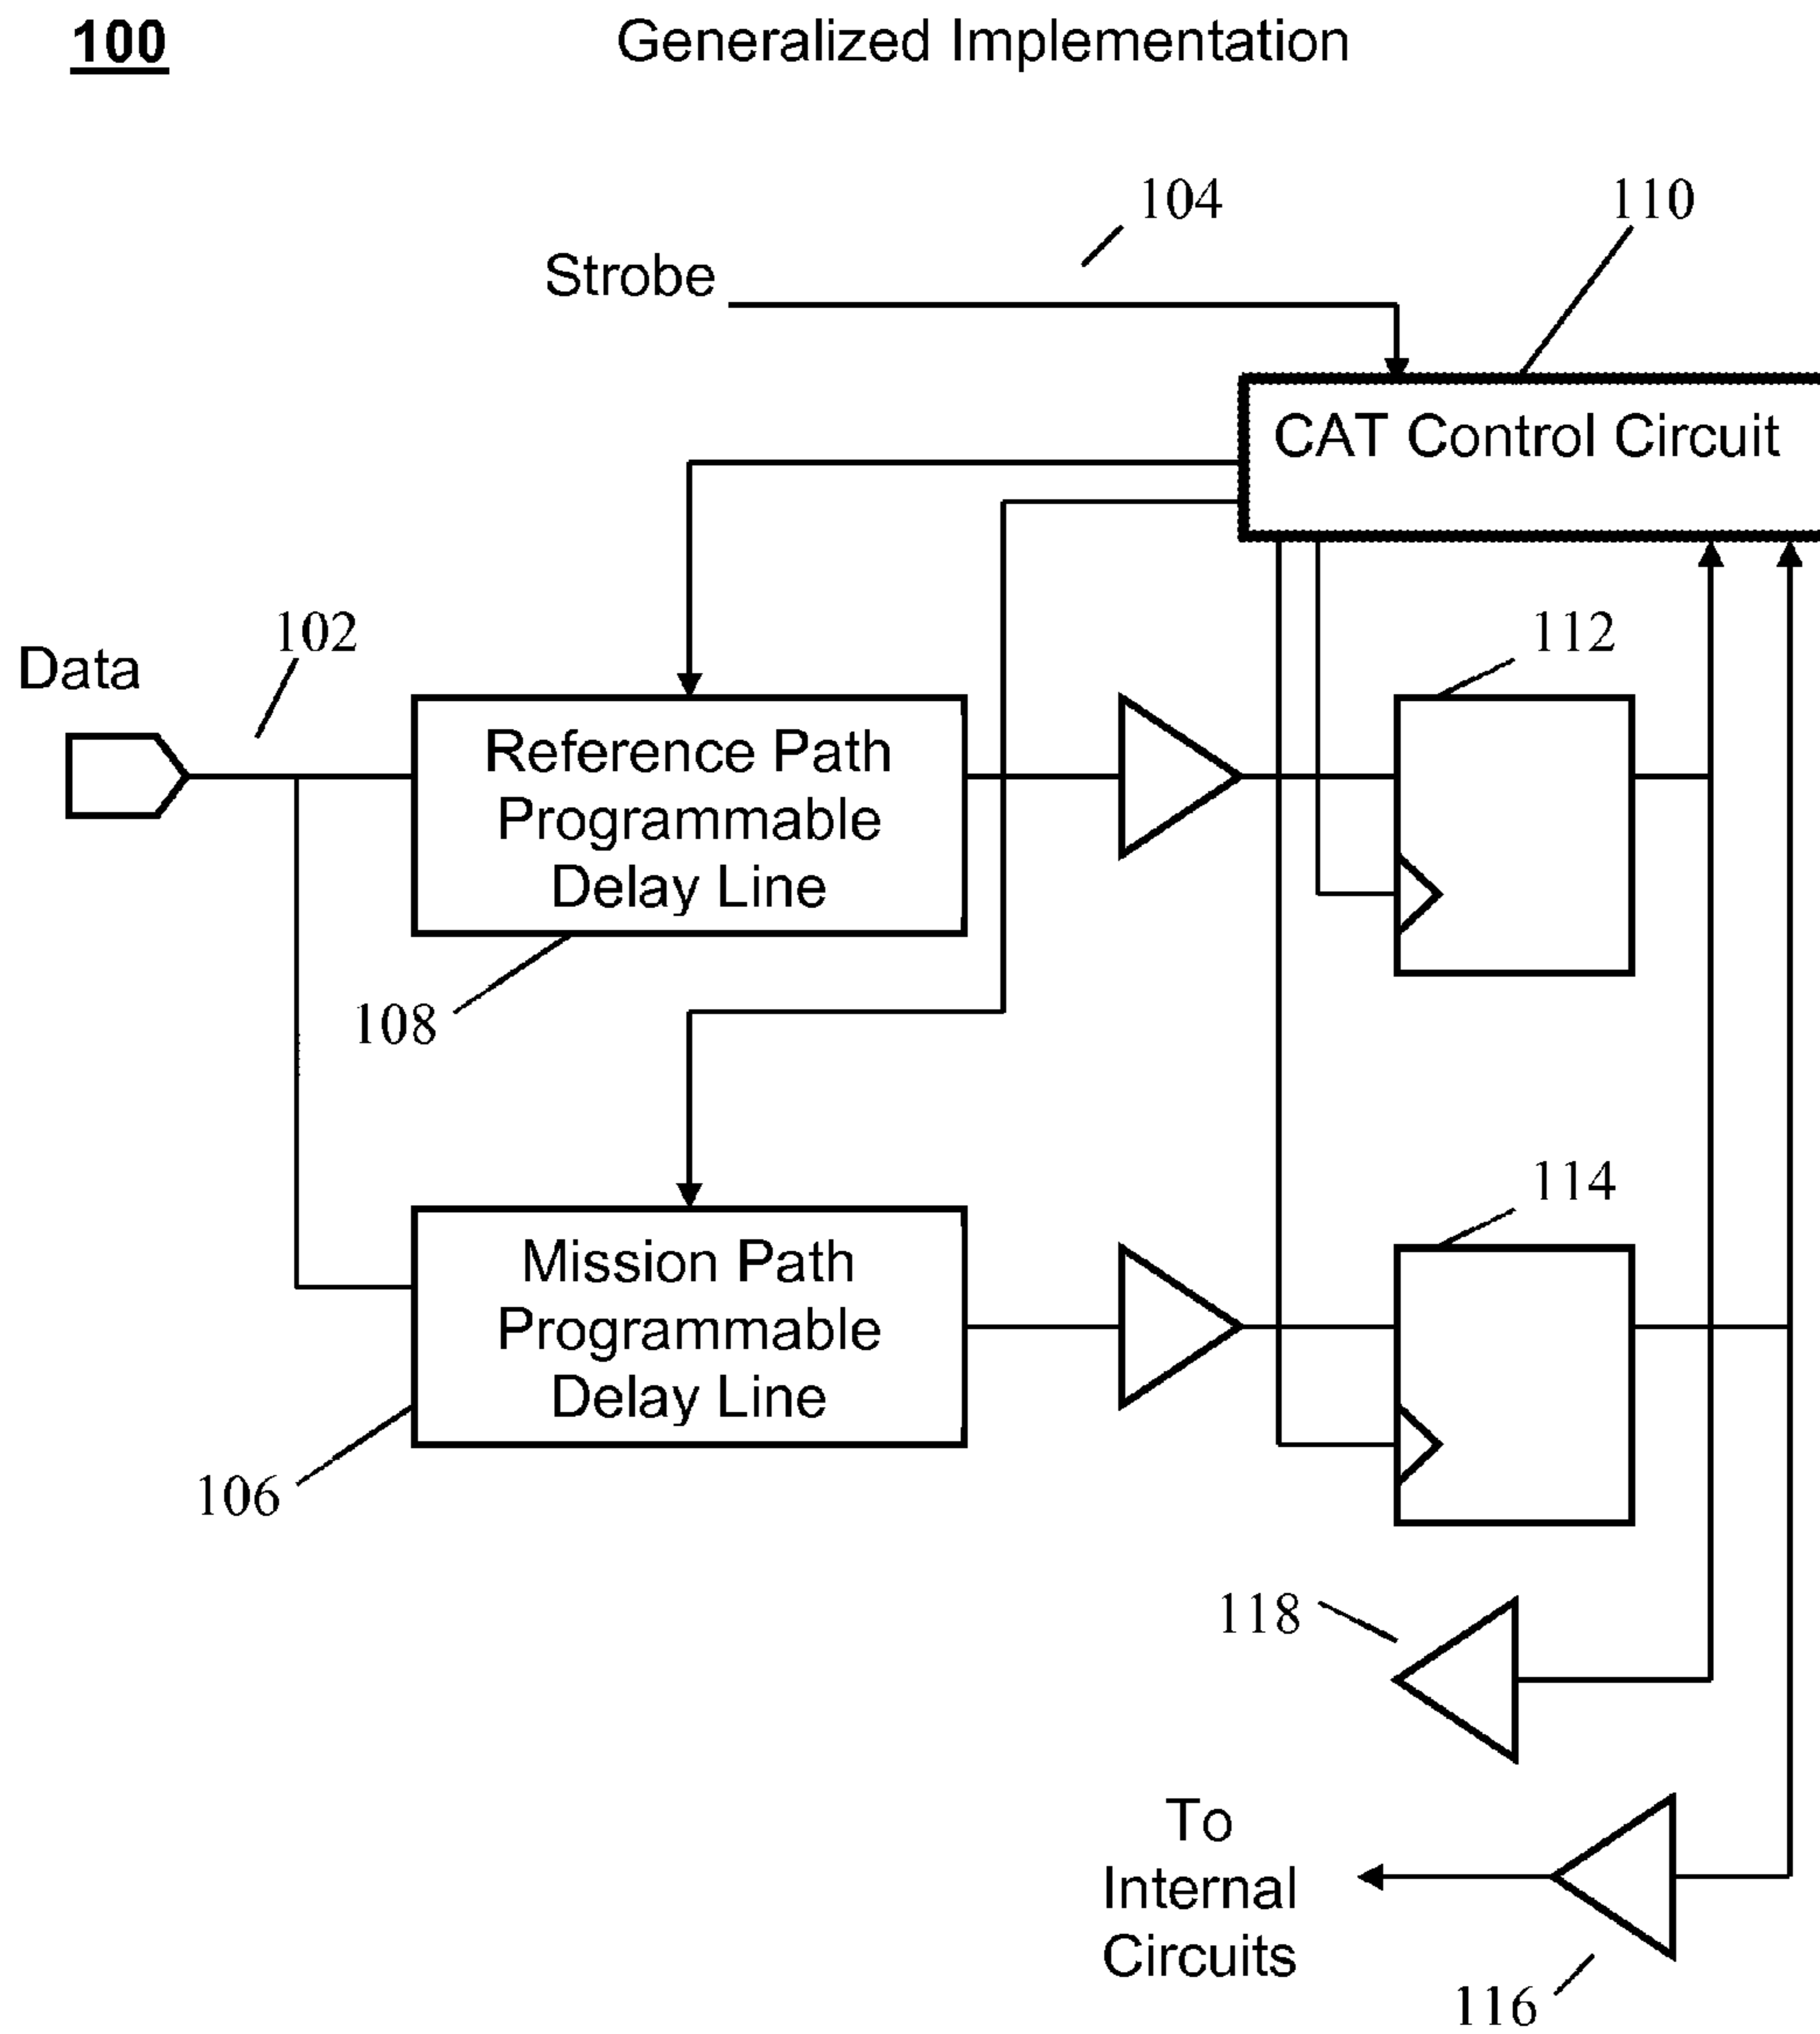 100
Generalized Implementation
104
110
Strobe
CAT Control Circuit
102
112
Data
Reference Path
Programmable
Delay Line
108
114
Mission Path
Programmable
Delay Line
106
118
To
Internal
Circuits
116